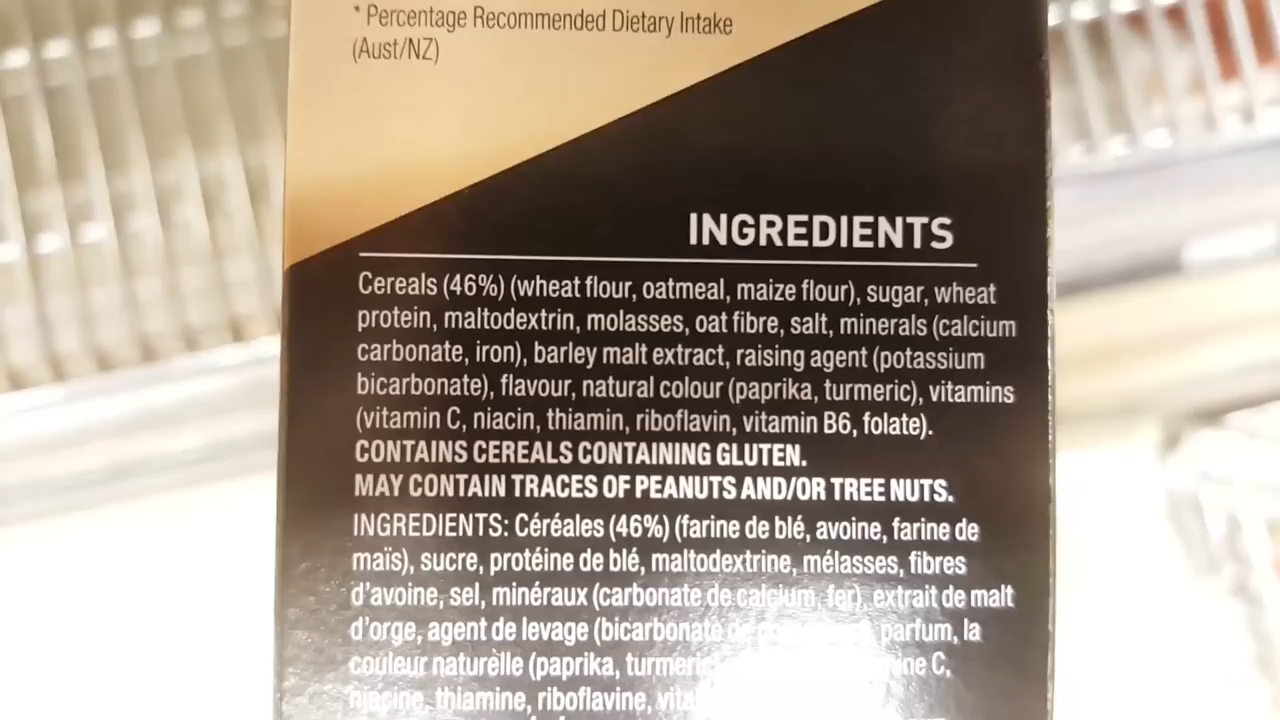 * Percentage Recommended Dietary Intake
(Aust/NZ)
INGREDIENTS
Cereals (46%) (wheat flour, oatmeal, maize flour), sugar, wheat
protein, maltodextrin, molasses, oat fibre, salt, minerals (calcium
carbonate, iron), barley malt extract, raising agent (potassium
bicarbonate), flavour, natural colour (paprika, turmeric), vitamins
(vitamin C, niacin, thiamin, riboflavin, vitamin B6, folate).
CONTAINS CEREALS CONTAINING GLUTEN.
MAY CONTAIN TRACES OF PEANUTS AND/OR TREE NUTS.
INGREDIENTS: Céréales (46%) (farine de blé, avoine, farine de
maïs), sucre, protéine de blé, maltodextrine, mélasses, fibres
d'avoine, sel, minéraux (carbonate de calcium, fer), extrait de malt
d'orge, agent de levage (bicarbonate parfum, la
couleur naturelle (paprika, C,
niacine, thiamine, riboflavine,